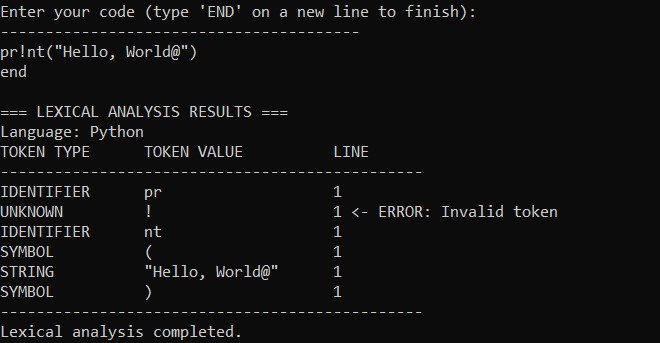 Enter your code (type 'END' on a new line to finish):
----------------------------------------
pr!nt("Hello, World@")
end

=== LEXICAL ANALYSIS RESULTS ===
Language: Python
TOKEN TYPE      TOKEN VALUE          LINE
-----------------------------------------------
IDENTIFIER      pr                   1
UNKNOWN         !                    1 <- ERROR: Invalid token
IDENTIFIER      nt                   1
SYMBOL          (                    1
STRING          "Hello, World@"      1
SYMBOL          )                    1
-----------------------------------------------
Lexical analysis completed.